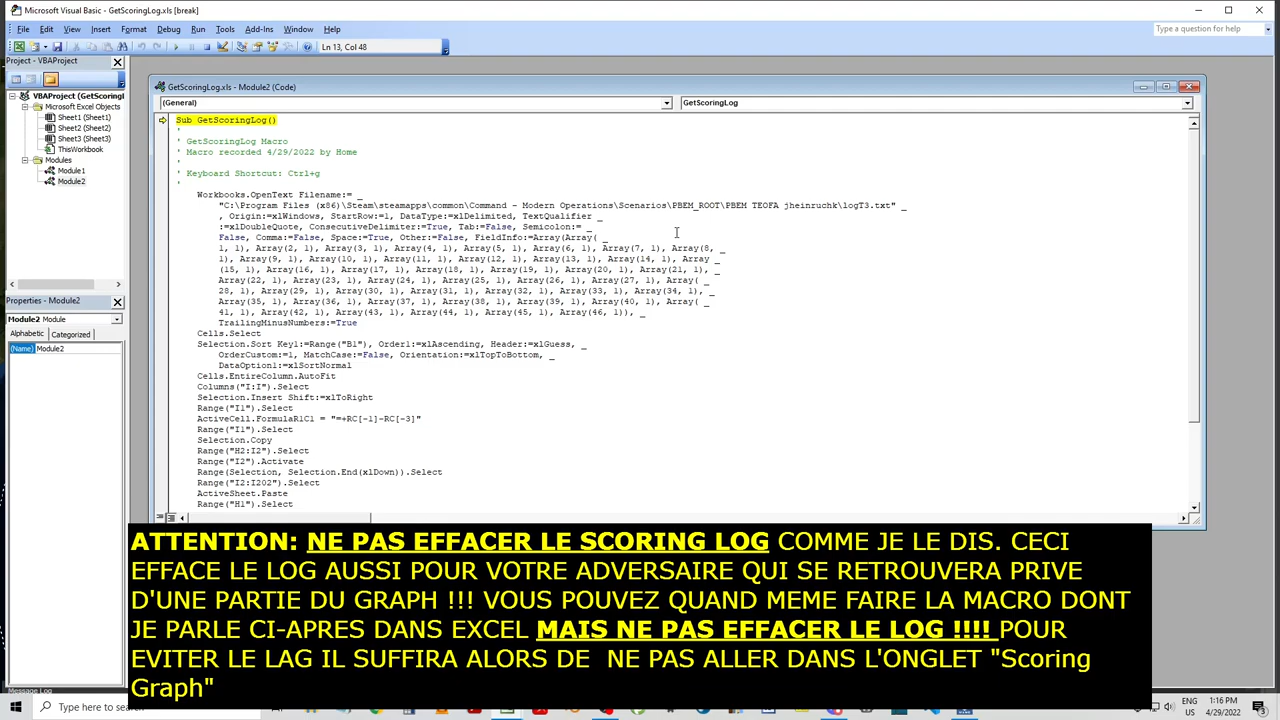 Microsoft Visual Basic - GetScoringLog.xls [break]
File Edit View Insert Format Debug Run Tools Add-Ins Window Help
Type a question for help
Ln 13, Col 48
Project - VBAProject
VBAProject (GetScoringl
Microsoft Excel Objects
Sheet1 (Sheet1)
Sheet2 (Sheet2)
Sheet3 (Sheet3)
ThisWorkbook
Modules
Module1
Module2
Properties - Module2
Module2 Module
Alphabetic Categorized
(Name) Module2
GetScoringLog.xls - Module2 (Code)
(General) GetScoringLog
Sub GetScoringLog()
'
' GetScoringLog Macro
' Macro recorded 4/29/2022 by Home
'
' Keyboard Shortcut: Ctrl+g
'
Workbooks.OpenText Filename:= _
"C:\Program Files (x86)\Steam\steamapps\common\Command - Modern Operations\Scenarios\PBEM_ROOT\PBEM TEOFA jheinruchk\logT3.txt" _
, Origin:=xlWindows, StartRow:=1, DataType:=xlDelimited, TextQualifier _
:=xlDoubleQuote, ConsecutiveDelimiter:=True, Tab:=False, Semicolon:= _
False, Comma:=False, Space:=True, Other:=False, FieldInfo:=Array(Array( _
1, 1), Array(2, 1), Array(3, 1), Array(4, 1), Array(5, 1), Array(6, 1), Array(7, 1), Array(8, _
1), Array(9, 1), Array(10, 1), Array(11, 1), Array(12, 1), Array(13, 1), Array(14, 1), Array _
(15, 1), Array(16, 1), Array(17, 1), Array(18, 1), Array(19, 1), Array(20, 1), Array(21, 1), _
Array(22, 1), Array(23, 1), Array(24, 1), Array(25, 1), Array(26, 1), Array(27, 1), Array( _
28, 1), Array(29, 1), Array(30, 1), Array(31, 1), Array(32, 1), Array(33, 1), Array(34, 1), _
Array(35, 1), Array(36, 1), Array(37, 1), Array(38, 1), Array(39, 1), Array(40, 1), Array( _
41, 1), Array(42, 1), Array(43, 1), Array(44, 1), Array(45, 1), Array(46, 1)), _
TrailingMinusNumbers:=True
Cells.Select
Selection.Sort Key1:=Range("B1"), Order1:=xlAscending, Header:=xlGuess, _
OrderCustom:=1, MatchCase:=False, Orientation:=xlTopToBottom, _
DataOption1:=xlSortNormal
Cells.EntireColumn.AutoFit
Columns("I:I").Select
Selection.Insert Shift:=xlToRight
Range("I1").Select
ActiveCell.FormulaR1C1 = "=+RC[-1]-RC[-3]"
Range("I1").Select
Selection.Copy
Range("H2:I2").Select
Range("I2").Activate
Range(Selection, Selection.End(xlDown)).Select
Range("I2:I202").Select
ActiveSheet.Paste
Range("H1").Select
ATTENTION: NE PAS EFFACER LE SCORING LOG COMME JE LE DIS. CECI
EFFACE LE LOG AUSSI POUR VOTRE ADVERSAIRE QUI SE RETROUVERA PRIVE
D'UNE PARTIE DU GRAPH !!! VOUS POUVEZ QUAND MEME FAIRE LA MACRO DONT
JE PARLE CI-APRES DANS EXCEL MAIS NE PAS EFFACER LE LOG !!!! POUR
EVITER LE LAG IL SUFFIRA ALORS DE NE PAS ALLER DANS L'ONGLET "Scoring
Graph"
Message Log
Type here to search
ENG
US
1:16 PM
4/29/2022